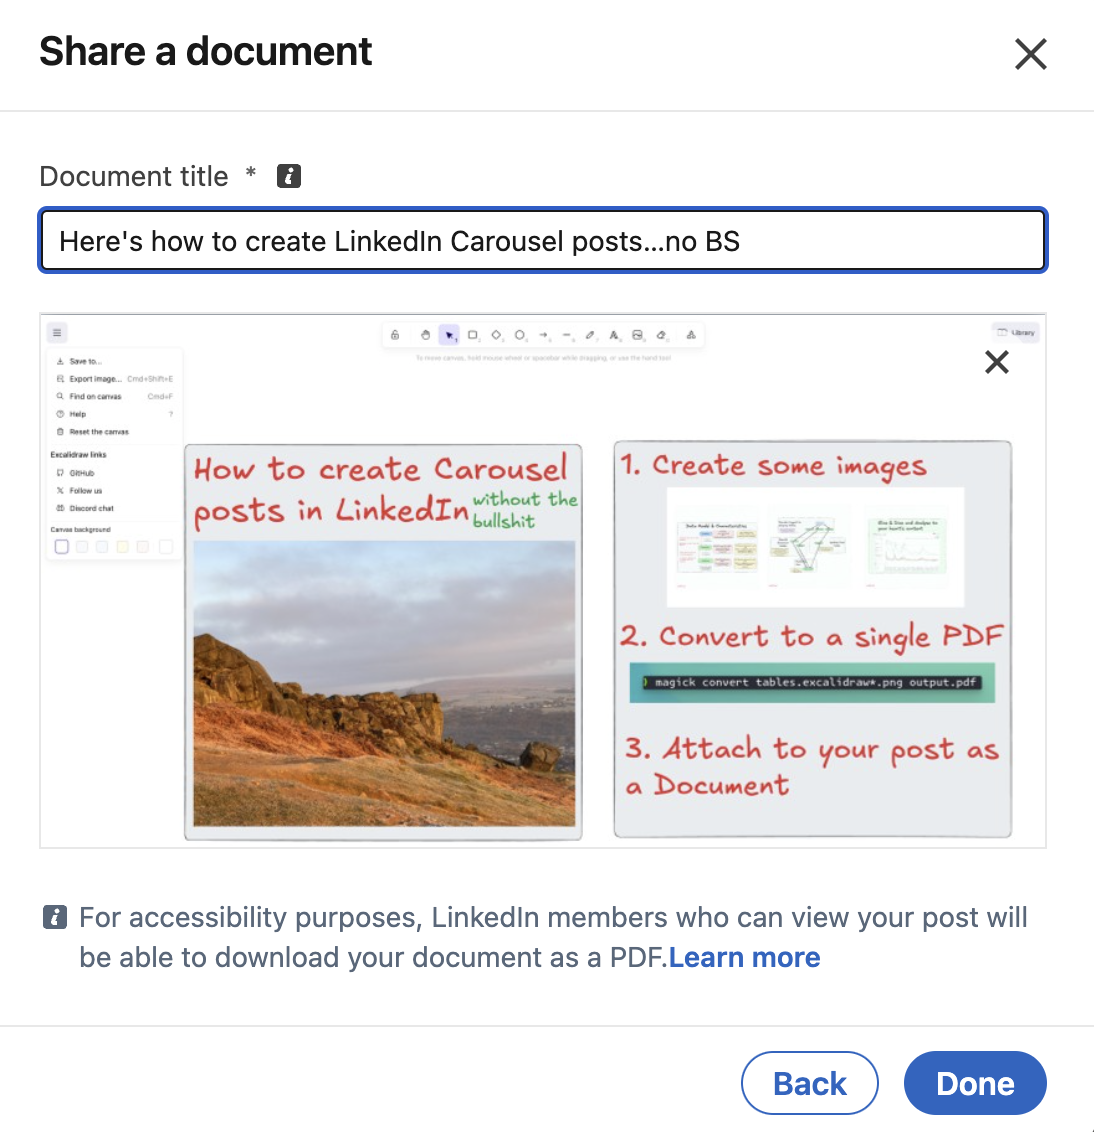 Share a document
Document title *
Here's how to create LinkedIn Carousel posts...no BS
Library
To move canvas, hold mouse wheel or spacebar while dragging, or use the hand tool
Save to...
Export image... Cmd+Shift+E
Find on canvas Cmd+F
Help ?
Reset the canvas
Excalidraw links
GitHub
Follow us
Discord chat
Canvas background
How to create Carousel
posts in LinkedIn without the
bullshit
1. Create some images
Data Model & Characteristics
2. Convert to a single PDF
magick convert tables.excalidraw*.png output.pdf
3. Attach to your post as
a Document
For accessibility purposes, LinkedIn members who can view your post will
be able to download your document as a PDF.Learn more
Back
Done